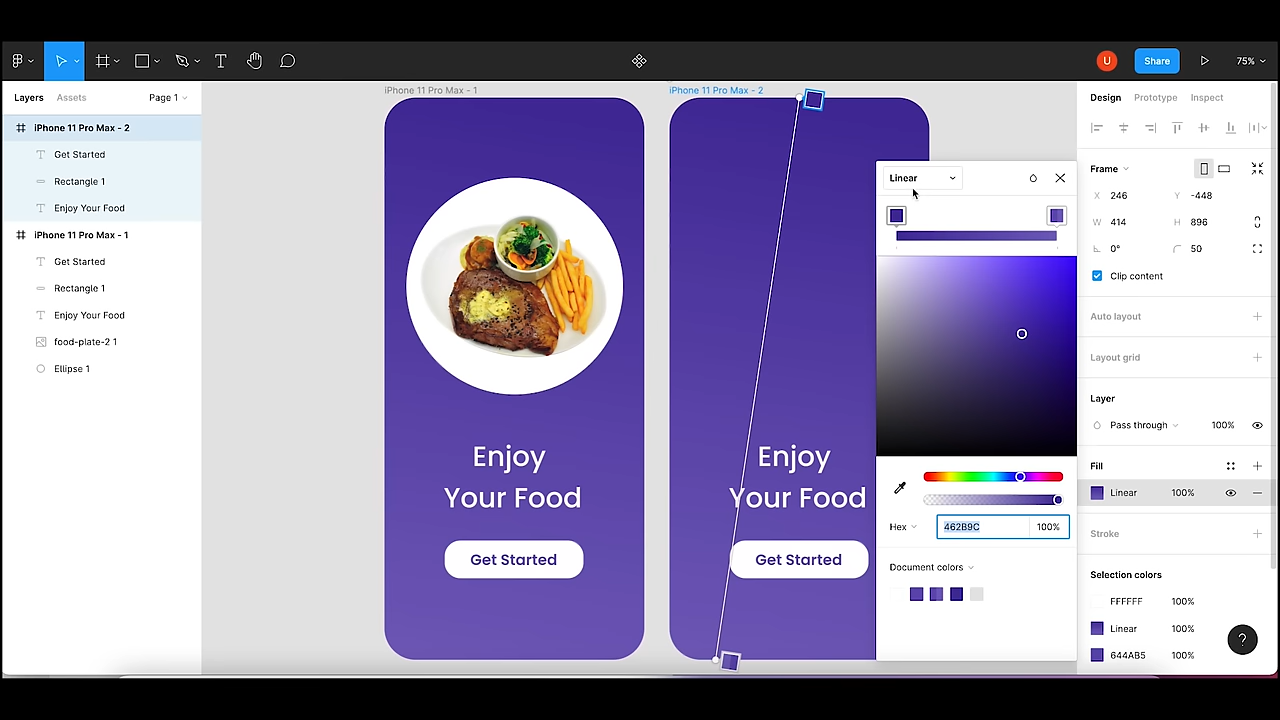 Share
75%
Layers
Assets
Page 1
iPhone 11 Pro Max - 2
Get Started
Rectangle 1
Enjoy Your Food
iPhone 11 Pro Max - 1
Get Started
Rectangle 1
Enjoy Your Food
food-plate-2 1
Ellipse 1
iPhone 11 Pro Max - 1
Enjoy
Your Food
Get Started
iPhone 11 Pro Max - 2
Enjoy
Your Food
Get Started
Linear
Hex
462B9C
100%
Document colors
U
Design
Prototype
Inspect
Frame
X 246
Y -448
W 414
H 896
0°
50
Clip content
Auto layout
Layout grid
Layer
Pass through
100%
Fill
Linear
100%
Stroke
Selection colors
FFFFFF 100%
Linear 100%
644AB5 100%
?